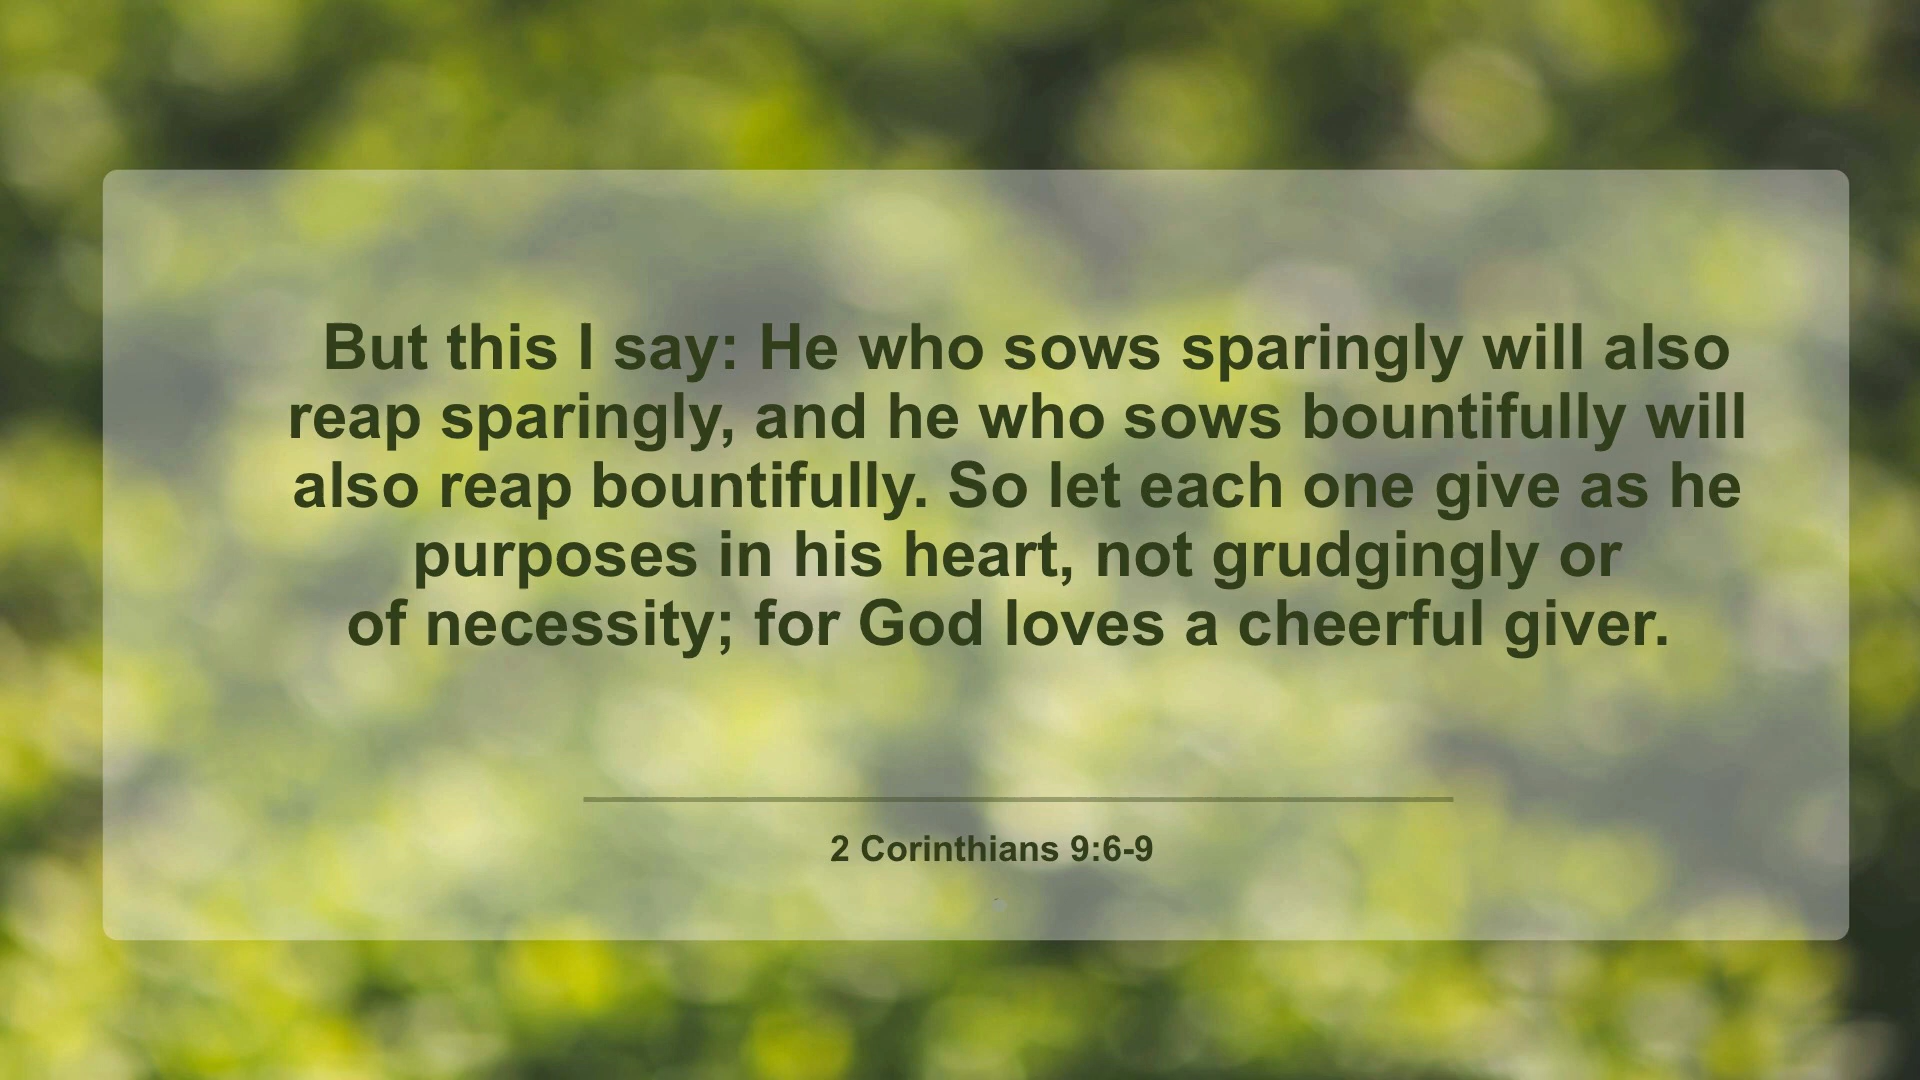 But this I say: He who sows sparingly will also
reap sparingly, and he who sows bountifully will
also reap bountifully. So let each one give as he
purposes in his heart, not grudgingly or
of necessity; for God loves a cheerful giver.
2 Corinthians 9:6-9